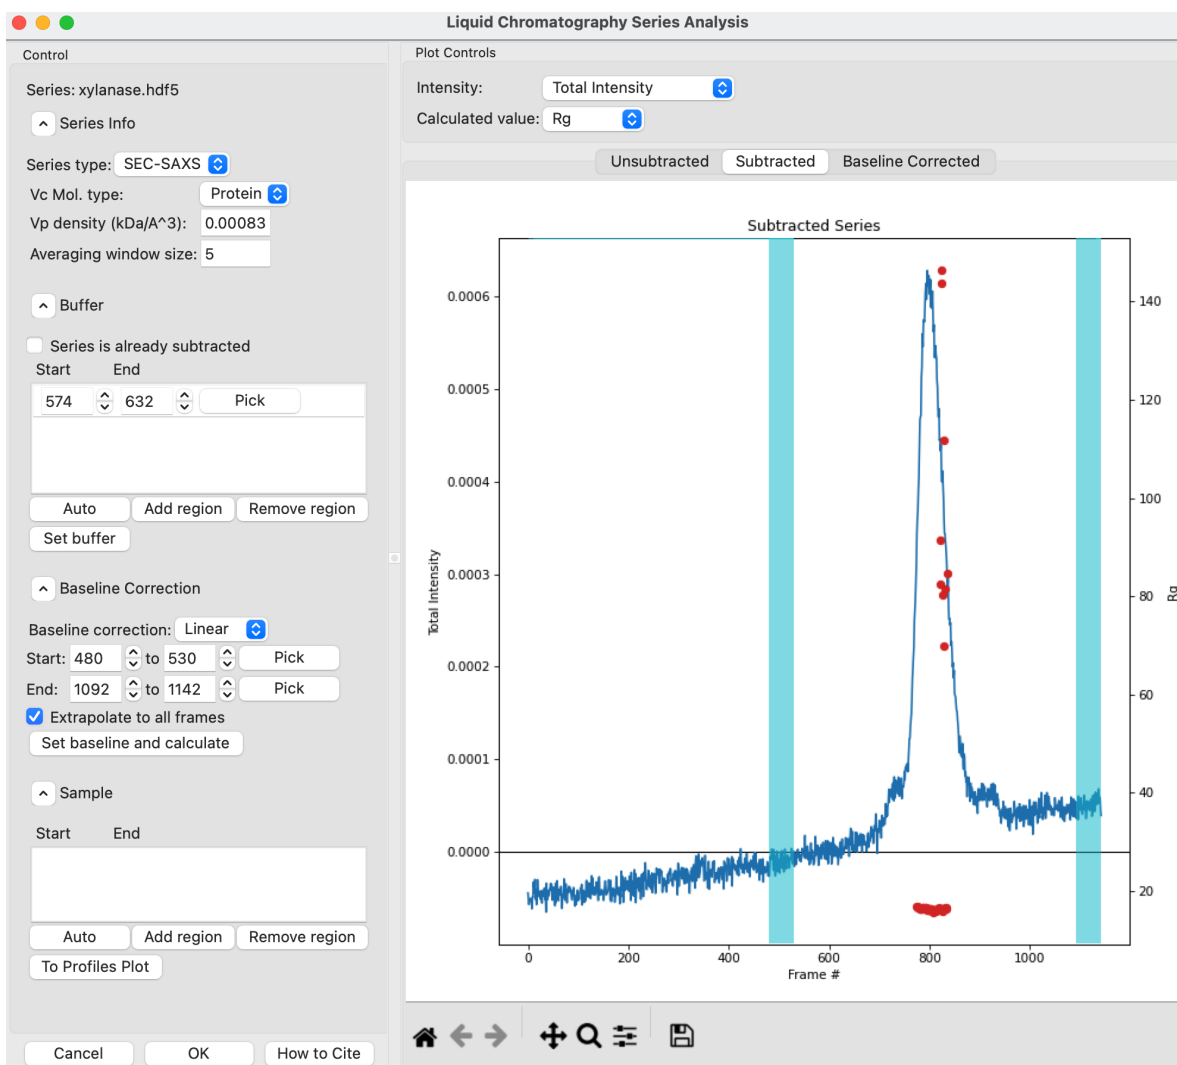 Liquid Chromatography Series Analysis
Control
Series: xylanase.hdf5
Series Info
Series type: SEC-SAXS
Vc Mol. type: Protein
Vp density (kDa/A^3): 0.00083
Averaging window size: 5
Buffer
Series is already subtracted
Start End
574 632 Pick
Auto Add region Remove region
Set buffer
Baseline Correction
Baseline correction: Linear
Start: 480 to 530 Pick
End: 1092 to 1142 Pick
Extrapolate to all frames
Set baseline and calculate
Sample
Start End
Auto Add region Remove region
To Profiles Plot
Cancel OK How to Cite
Plot Controls
Intensity: Total Intensity
Calculated value: Rg
Unsubtracted Subtracted Baseline Corrected
Subtracted Series
Total Intensity
0.0006
0.0005
0.0004
0.0003
0.0002
0.0001
0.0000
140
120
100
80
60
40
20
Rg
0 200 400 600 800 1000
Frame #